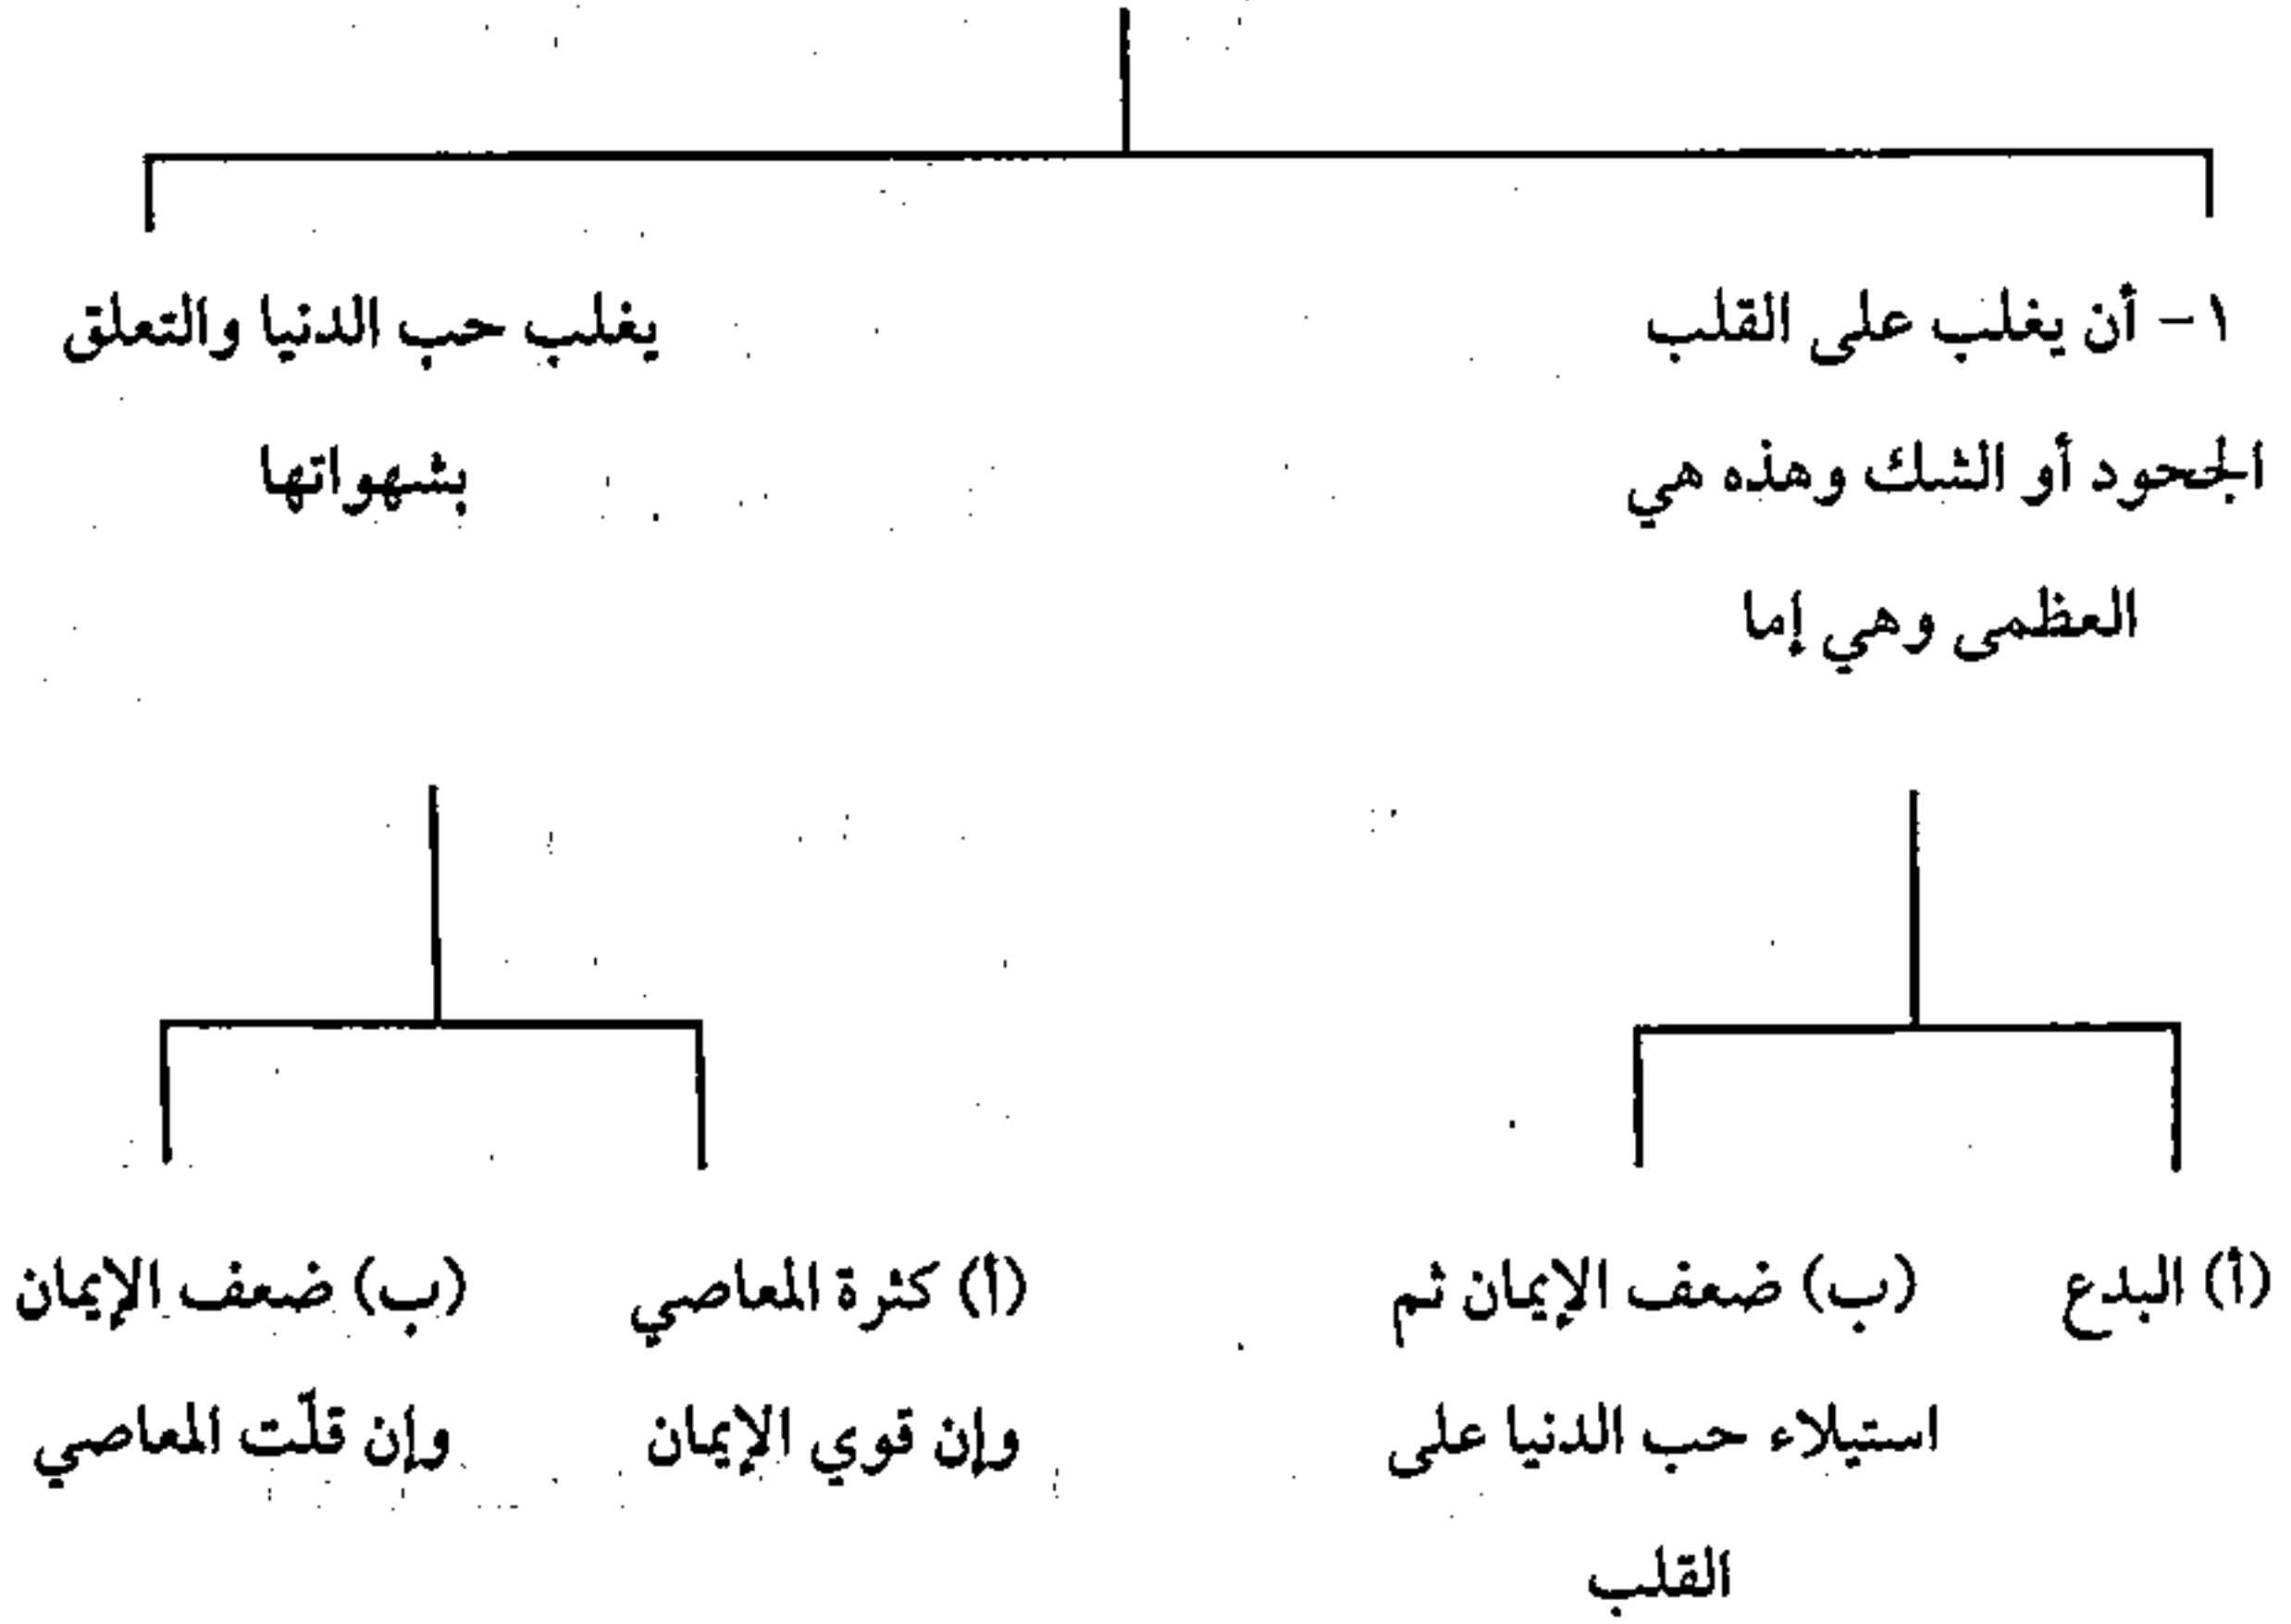 ١- أن يغلب على القلب
الجحود أو الشك وهذه هي
العظمى وهي إما
يغلب حب الدنيا والتعلق
بشهواتها
(أ) البدع
(ب) ضعف الإيمان ثم
استيلاء حب الدنيا على
القلب
(أ) كثرة المعاصي
وإن قوي الإيمان
(ب) ضعف الإيمان
وإن قلّت المعاصي